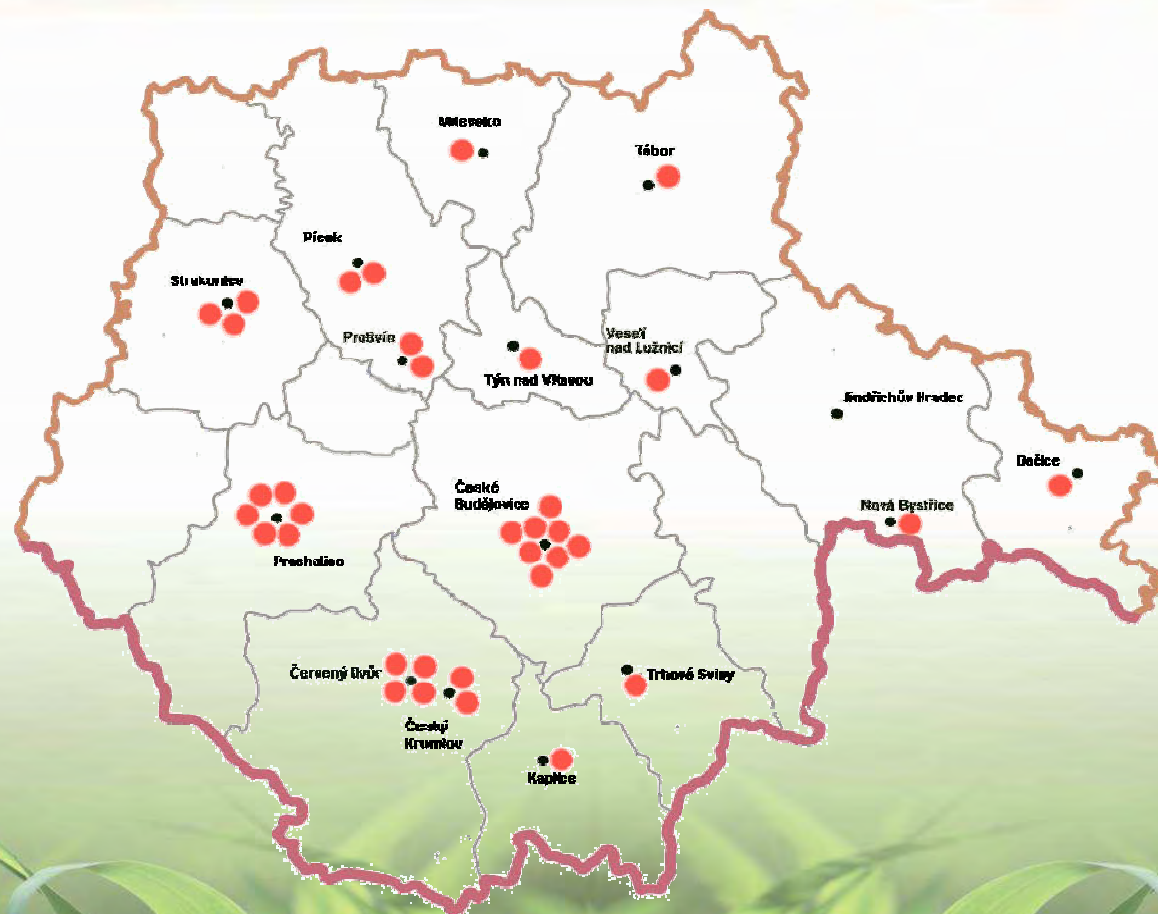 Milevsko
Tábor
Písek
Strakonice
Protivín
Veselí
nad Lužnicí
Týn nad Vltavou
Jindřichův Hradec
Dačice
České
Budějovice
Nová Bystřice
Prachatice
Červený Dvůr
Trhové Sviny
Český
Krumlov
Kaplice